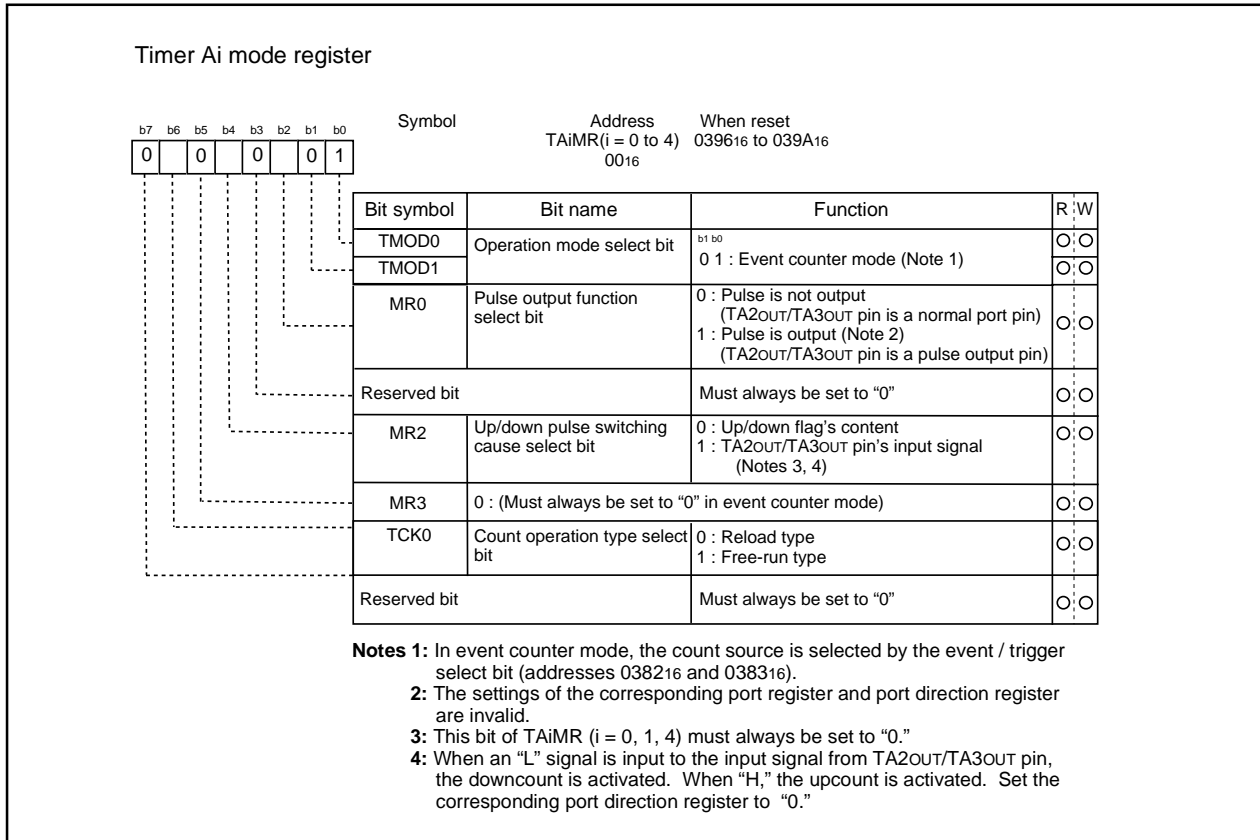 Timer Ai mode register
Symbol Address When reset
TAiMR(i = 0 to 4) 039616 to 039A16
0016
b7 b6 b5 b4 b3 b2 b1 b0
0 0 0 0 1
Bit symbol Bit name Function R W
TMOD0 Operation mode select bit b1 b0
TMOD1 0 1 : Event counter mode (Note 1)
MR0 Pulse output function 0 : Pulse is not output
select bit (TA2OUT/TA3OUT pin is a normal port pin)
1 : Pulse is output (Note 2)
(TA2OUT/TA3OUT pin is a pulse output pin)
Reserved bit Must always be set to “0”
MR2 Up/down pulse switching 0 : Up/down flag’s content
cause select bit 1 : TA2OUT/TA3OUT pin’s input signal
(Notes 3, 4)
MR3 0 : (Must always be set to “0” in event counter mode)
TCK0 Count operation type select 0 : Reload type
bit 1 : Free-run type
Reserved bit Must always be set to “0”
Notes 1: In event counter mode, the count source is selected by the event / trigger
select bit (addresses 038216 and 038316).
2: The settings of the corresponding port register and port direction register
are invalid.
3: This bit of TAiMR (i = 0, 1, 4) must always be set to “0.”
4: When an “L” signal is input to the input signal from TA2OUT/TA3OUT pin,
the downcount is activated. When “H,” the upcount is activated. Set the
corresponding port direction register to “0.”